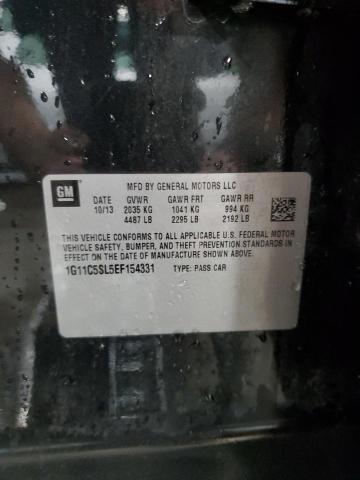 GM
MFD BY GENERAL MOTORS LLC
DATE GVWR GAWR FRT GAWR RR
10/13 2035 KG 1041 KG 994 KG
4487 LB 2295 LB 2192 LB
THIS VEHICLE CONFORMS TO ALL APPLICABLE U.S. FEDERAL MOTOR
VEHICLE SAFETY, BUMPER, AND THEFT PREVENTION STANDARDS IN
EFFECT ON THE DATE OF MANUFACTURE SHOWN ABOVE.
1G11C5SL5EF154331 TYPE: PASS CAR